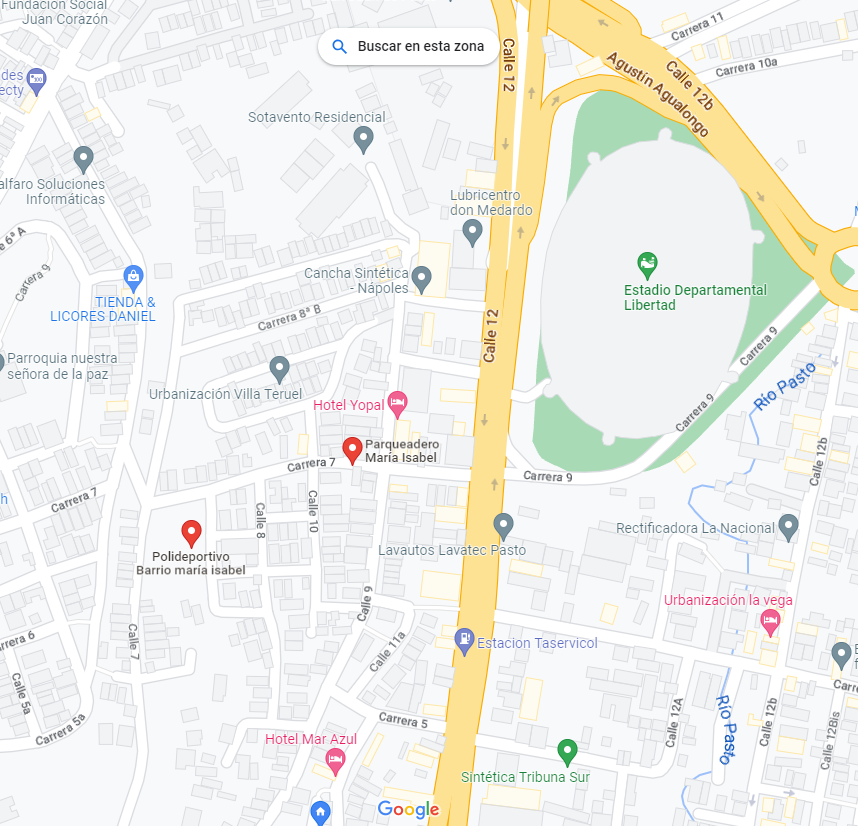 Fundación Social
Juan Corazón
Buscar en esta zona
Calle 12
Carrera 11
Carrera 10a
Calle 12b
Agustín Agualongo
des
ecty
Sotavento Residencial
alfaro Soluciones
Informáticas
Lubricentro
don Medardo
e 6ª A
Carrera 9
Cancha Sintética
- Nápoles
Estadio Departamental
Libertad
TIENDA &
LICORES DANIEL
Carrera 8ª B
Calle 12
Carrera 9
Parroquia nuestra
señora de la paz
Urbanización Villa Teruel
Río Pasto
Hotel Yopal
Carrera 9
Parqueadero
María Isabel
Calle 12b
Carrera 7
Carrera 9
Carrera 7
h
Calle 8
Calle 10
Polideportivo
Barrio maría isabel
Lavautos Lavatec Pasto
Rectificadora La Nacional
Calle 9
Urbanización la vega
rrera 6
Calle 7
Calle 11a
Estacion Taservicol
Calle 5a
Carre
Carrera 5a
Carrera 5
Calle 12A
Río Pasto
Calle 12b
Calle 12Bis
Hotel Mar Azul
Sintética Tribuna Sur
Google